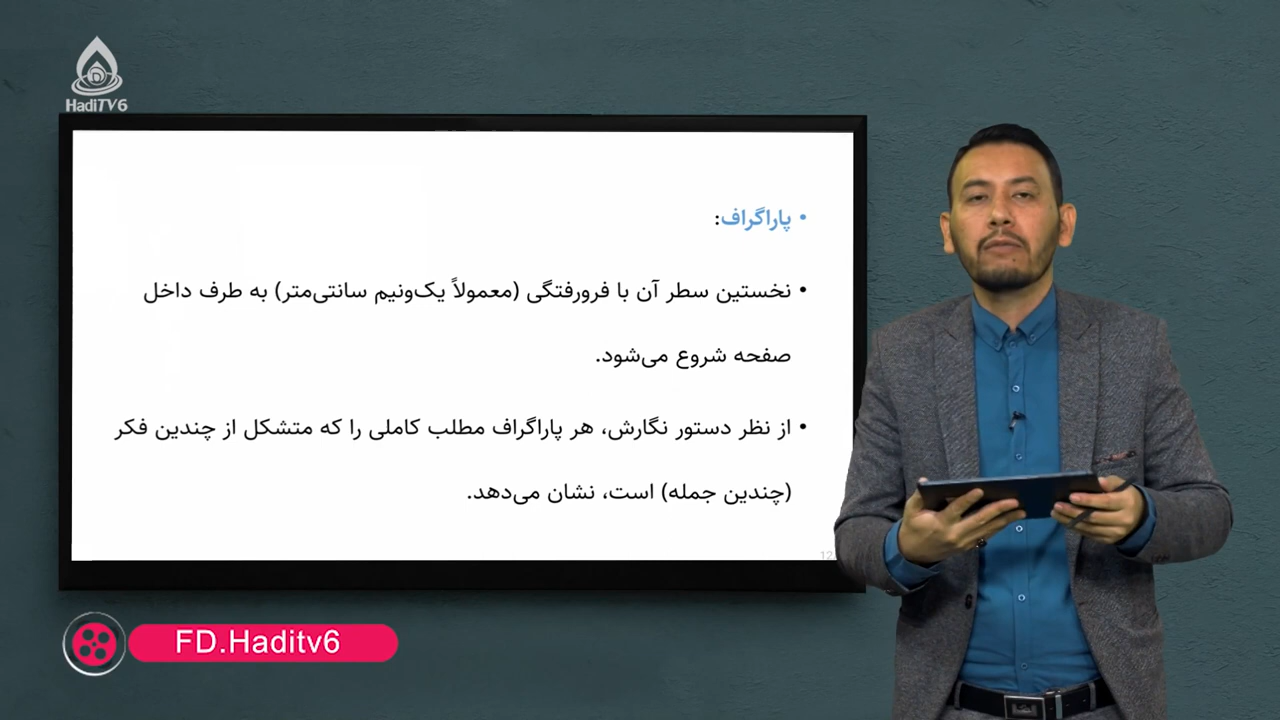 HadiTV6
• پاراگراف:
• نخستین سطر آن با فرورفتگی (معمولاً یک‌ونیم سانتی‌متر) به طرف داخل
صفحه شروع می‌شود.
• از نظر دستور نگارش، هر پاراگراف مطلب کاملی را که متشکل از چندین فکر
(چندین جمله) است، نشان می‌دهد.
12
FD.Haditv6